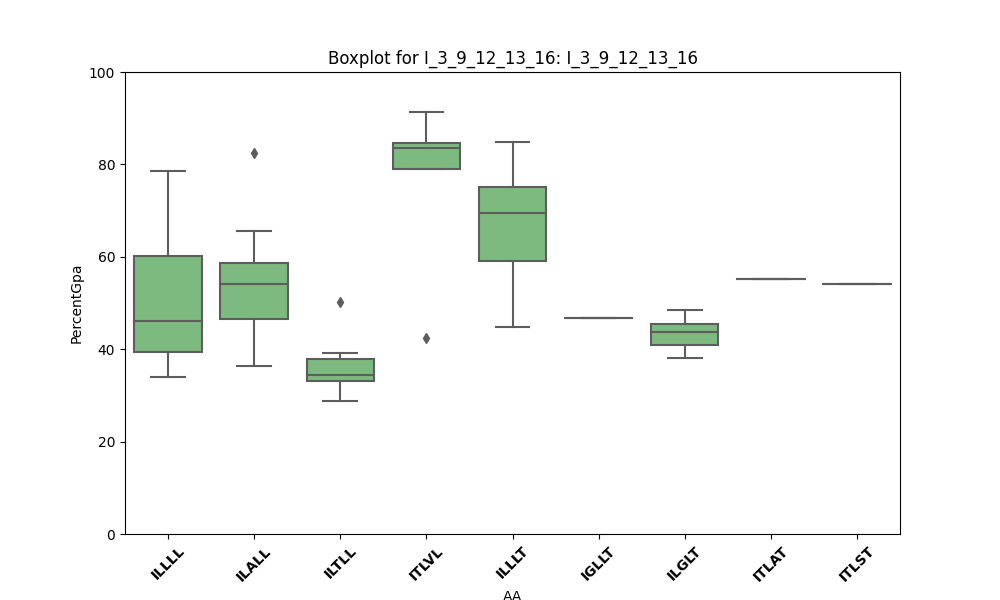 Boxplot for I_3_9_12_13_16: I_3_9_12_13_16
100
80
60
40
20
0
PercentGpa
ILLLL
ILALL
ILTLL
ITLVL
ILLLT
IGLLT
ILGLT
ITLAT
ITLST
AA